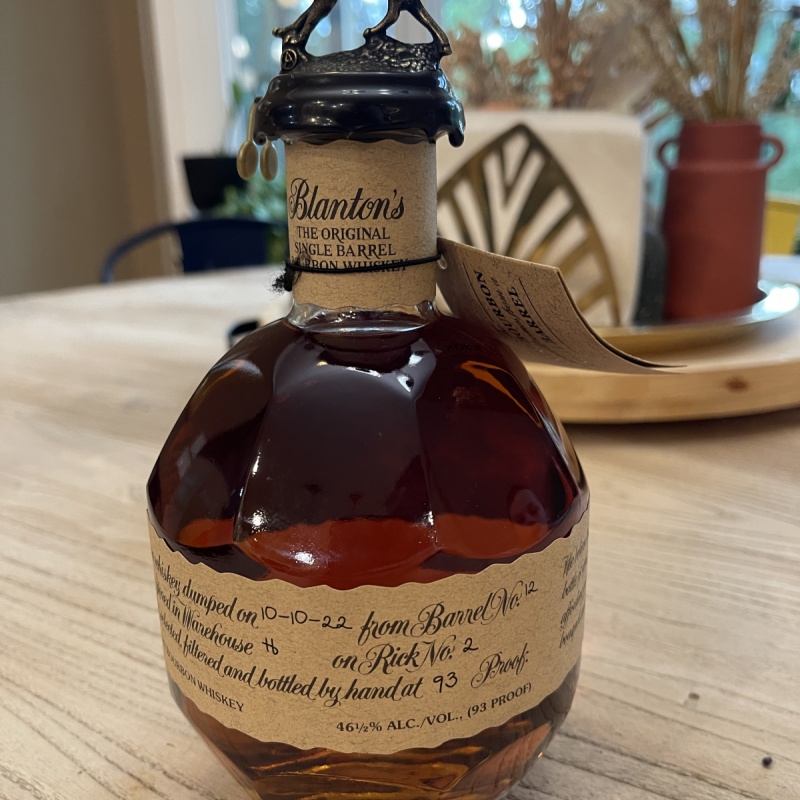 Blanton's
THE ORIGINAL
SINGLE BARREL
BOURBON WHISKEY
BOURBON
BARREL
whiskey dumped on 10-10-22 from Barrel No. 12
in Warehouse H on Rick No. 2
filtered and bottled by hand at 93 Proof:
BOURBON WHISKEY
46½% ALC./VOL., (93 PROOF)